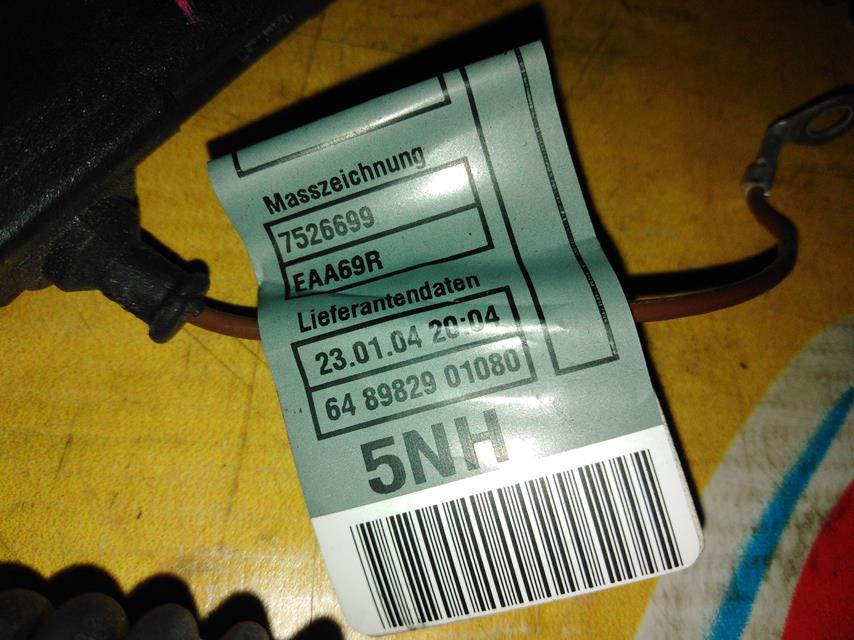 Masszeichnung
7526699
EAA69R
Lieferantendaten
23.01.04 20:04
64 89829 01080
5NH